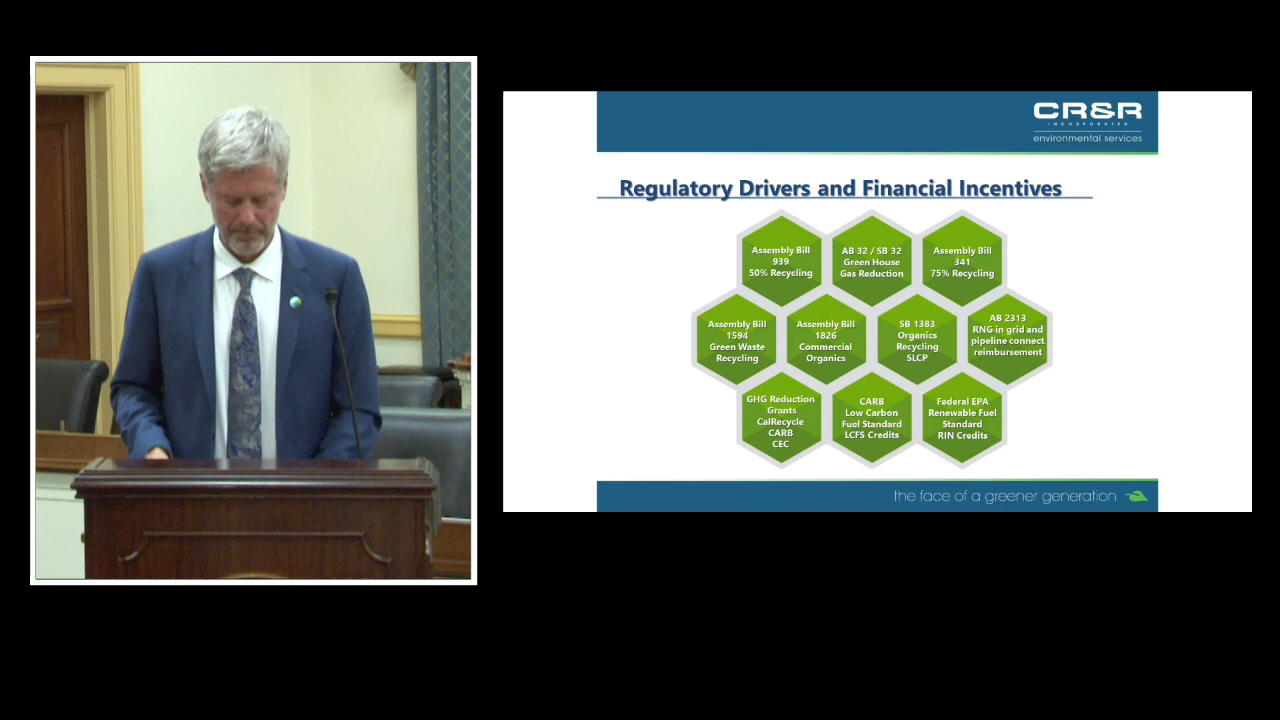 CR&R
INCORPORATED
environmental services
Regulatory Drivers and Financial Incentives
Assembly Bill
939
50% Recycling
AB 32 / SB 32
Green House
Gas Reduction
Assembly Bill
341
75% Recycling
Assembly Bill
1594
Green Waste
Recycling
Assembly Bill
1826
Commercial
Organics
SB 1383
Organics
Recycling
SLCP
AB 2313
RNG in grid and
pipeline connect
reimbursement
GHG Reduction
Grants
CalRecycle
CARB
CEC
CARB
Low Carbon
Fuel Standard
LCFS Credits
Federal EPA
Renewable Fuel
Standard
RIN Credits
the face of a greener generation